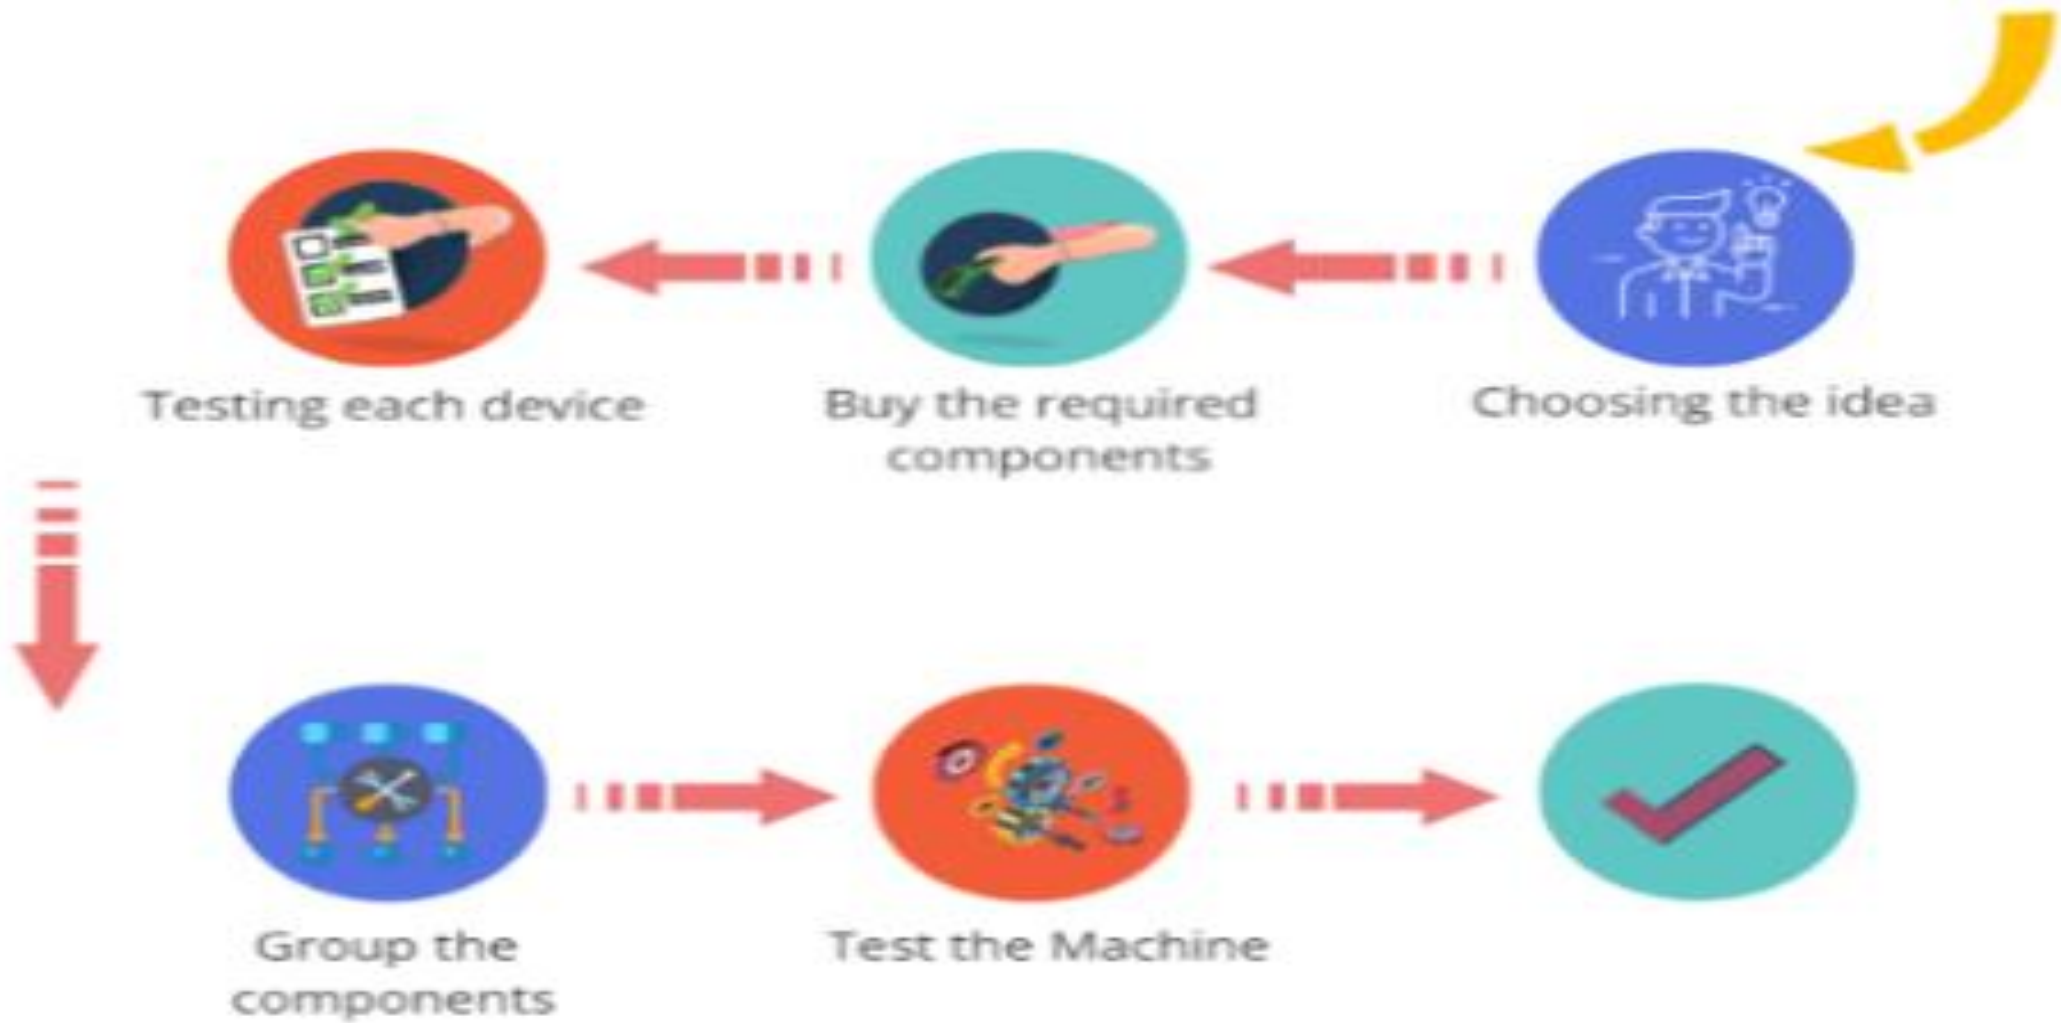 Choosing the idea
Buy the required
components
Testing each device
Group the
components
Test the Machine